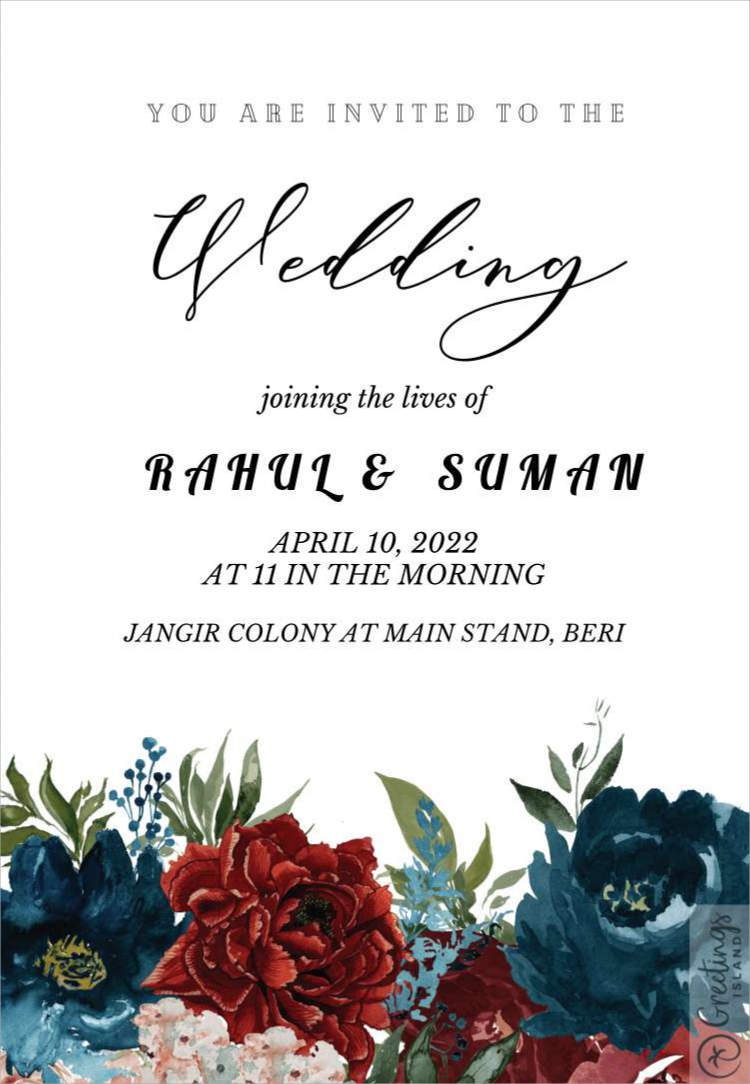 YOU ARE INVITED TO THE
Wedding
joining the lives of
RAHUL & SUMAN
APRIL 10, 2022
AT 11 IN THE MORNING
JANGIR COLONY AT MAIN STAND, BERI
Greetings
ISLAND